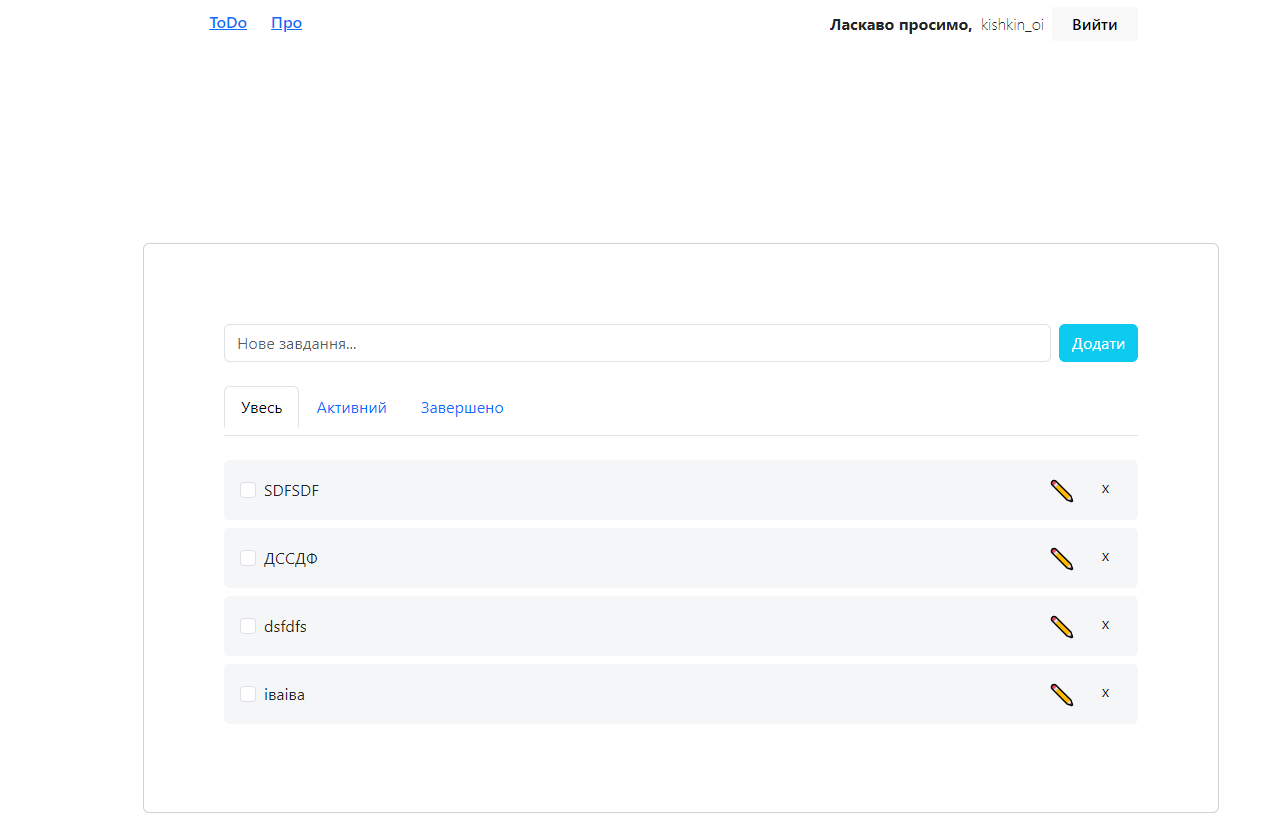 ToDo Про Ласкаво просимо, kishkin_oi Вийти
Нове завдання... Додати
Увесь Активний Завершено
SDFSDF x
ДССДФ x
dsfdfs x
іваіва x